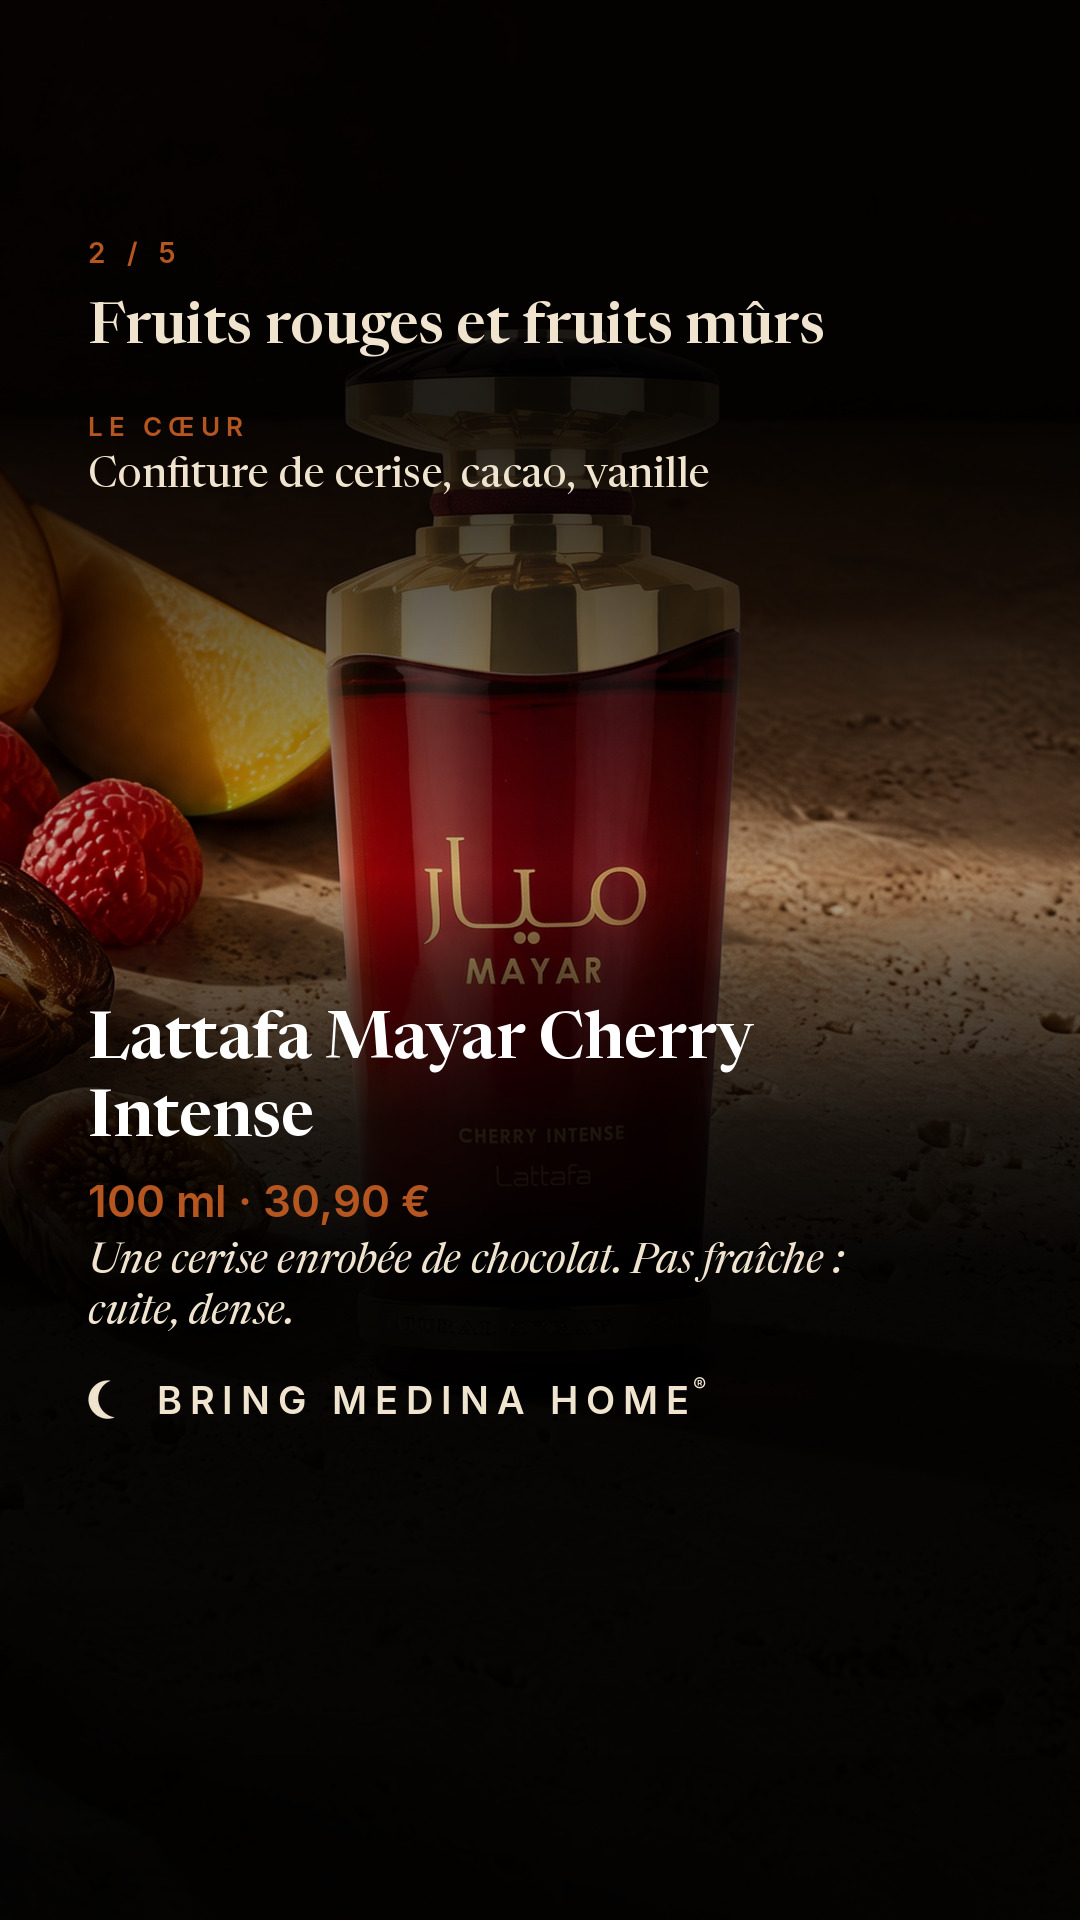 2 / 5
Fruits rouges et fruits mûrs
LE CŒUR
Confiture de cerise, cacao, vanille
ميار
MAYAR
Lattafa Mayar Cherry
Intense
CHERRY INTENSE
Lattafa
100 ml · 30,90 €
Une cerise enrobée de chocolat. Pas fraîche :
cuite, dense.
BRING MEDINA HOME®